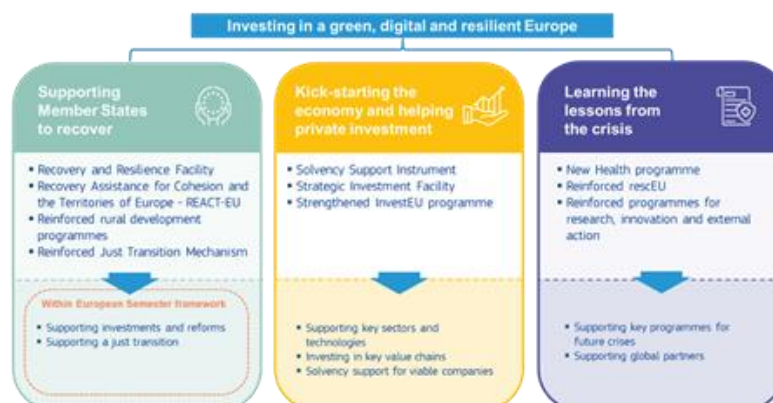 Investing in a green, digital and resilient Europe
Supporting
Member States
to recover
Recovery and Resilience Facility
Recovery Assistance for Cohesion and
the Territories of Europe - REACT-EU
Reinforced rural development
programmes
Reinforced Just Transition Mechanism
Within European Semester framework
Supporting investments and reforms
Supporting a just transition
Kick-starting the
economy and helping
private investment
Solvency Support Instrument
Strategic Investment Facility
Strengthened InvestEU programme
Supporting key sectors and
technologies
Investing in key value chains
Solvency support for viable companies
Learning the
lessons from
the crisis
New Health programme
Reinforced rescEU
Reinforced programmes for
research, innovation and external
action
Supporting key programmes for
future crises
Supporting global partners